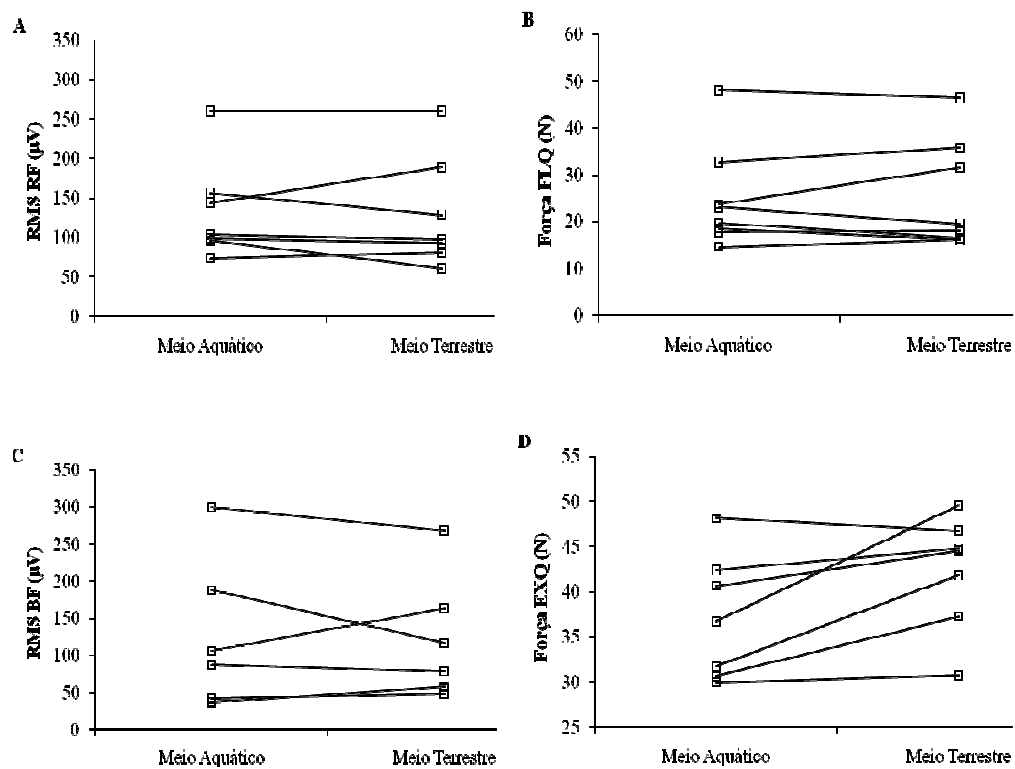 A
RMS RF (µV)
350
300
250
200
150
100
50
0
Meio Aquático
Meio Terrestre
B
Força FLQ (N)
60
50
40
30
20
10
0
Meio Aquático
Meio Terrestre
C
RMS BF (µV)
350
300
250
200
150
100
50
0
Meio Aquático
Meio Terrestre
D
Força EXQ (N)
55
50
45
40
35
30
25
Meio Aquático
Meio Terrestre